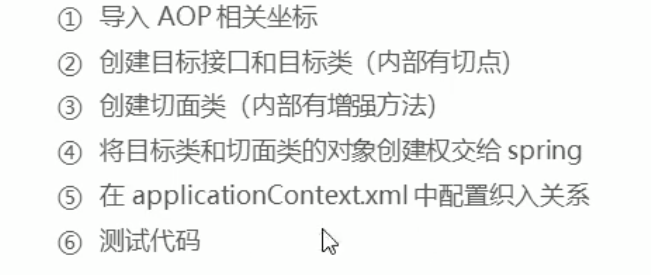 ① 导入 AOP 相关坐标
② 创建目标接口和目标类（内部有切点）
③ 创建切面类（内部有增强方法）
④ 将目标类和切面类的对象创建权交给 spring
⑤ 在 applicationContext.xml 中配置织入关系
⑥ 测试代码